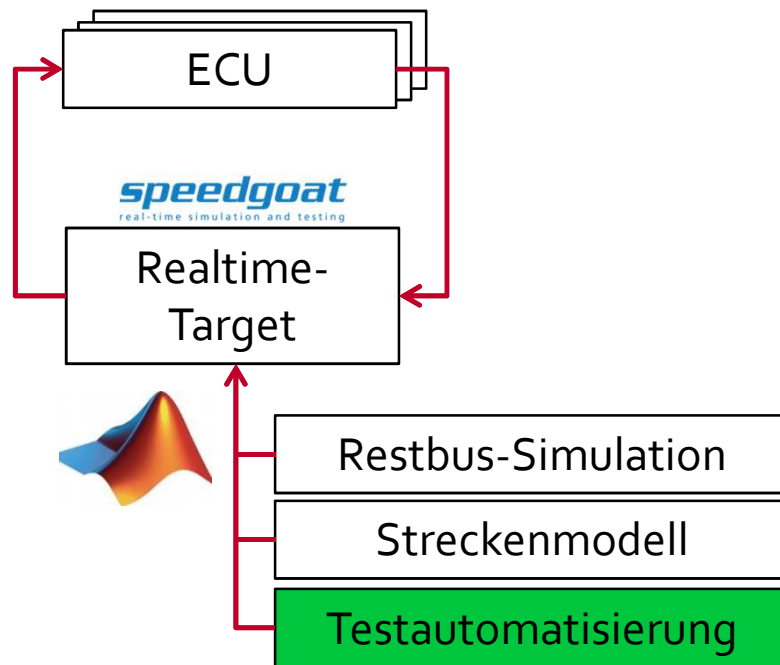 ECU
speedgoat
real-time simulation and testing
Realtime-
Target
Restbus-Simulation
Streckenmodell
Testautomatisierung